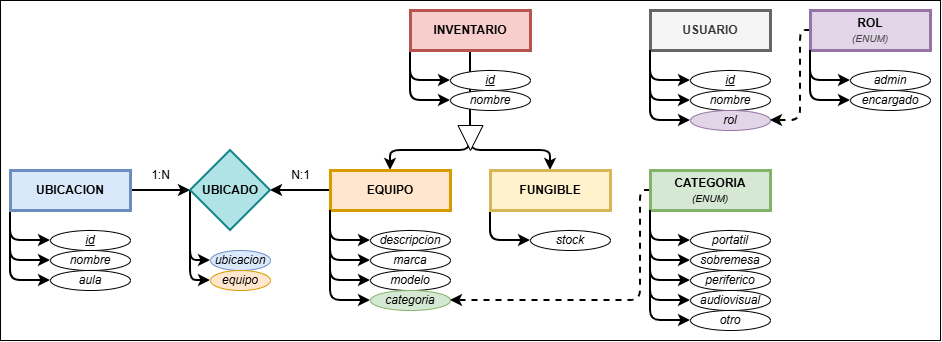 INVENTARIO
id
nombre
USUARIO
id
nombre
rol
ROL
(ENUM)
admin
encargado
UBICACION
id
nombre
aula
1:N
UBICADO
ubicacion
equipo
N:1
EQUIPO
descripcion
marca
modelo
categoria
FUNGIBLE
stock
CATEGORIA
(ENUM)
portatil
sobremesa
periferico
audiovisual
otro